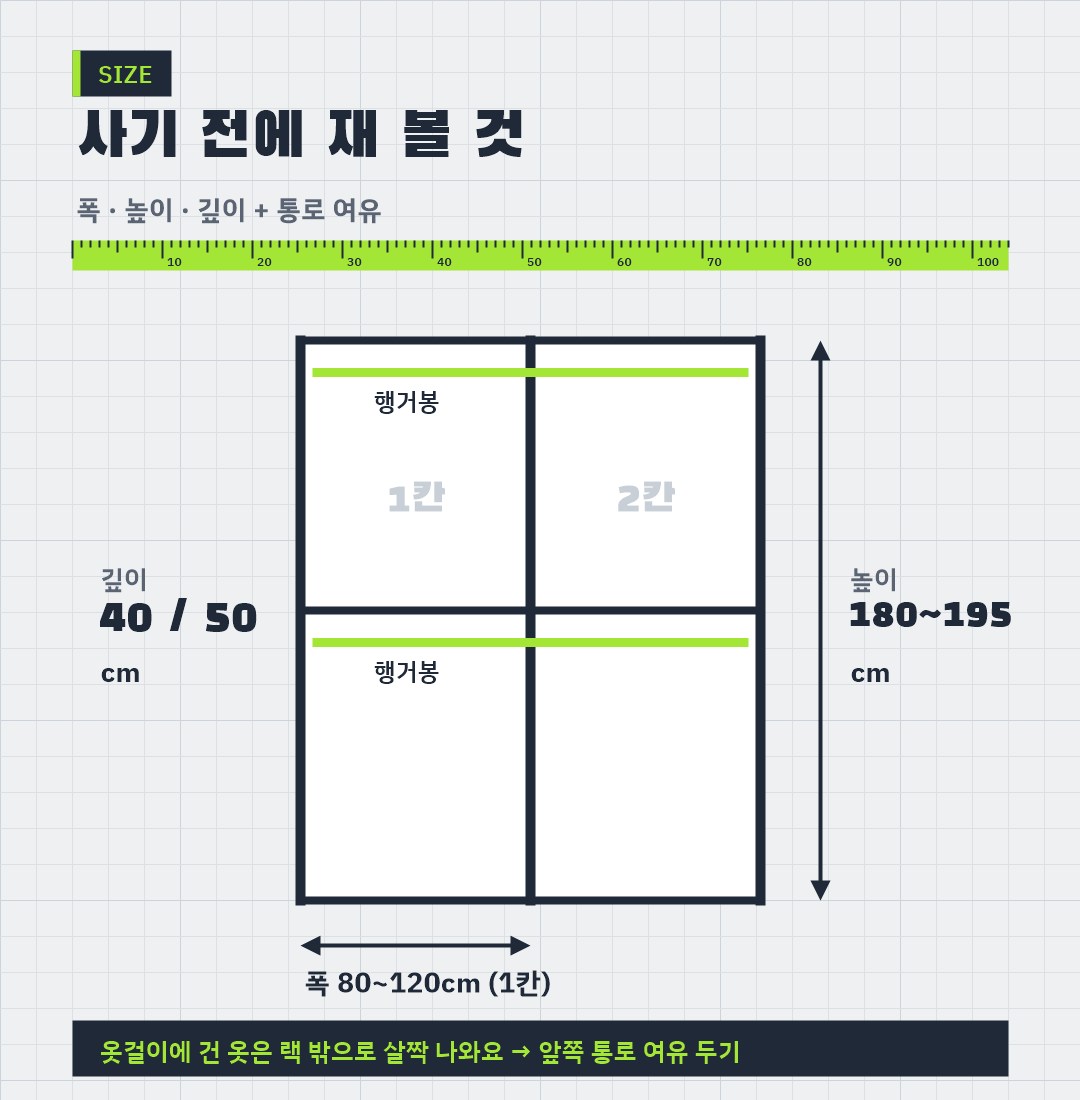 SIZE
사기 전에 재 볼 것
폭 · 높이 · 깊이 + 통로 여유
10 20 30 40 50 60 70 80 90 100
행거봉
1칸 2칸
깊이
40 / 50
cm
높이
180~195
cm
행거봉
폭 80~120cm (1칸)
옷걸이에 건 옷은 랙 밖으로 살짝 나와요 → 앞쪽 통로 여유 두기